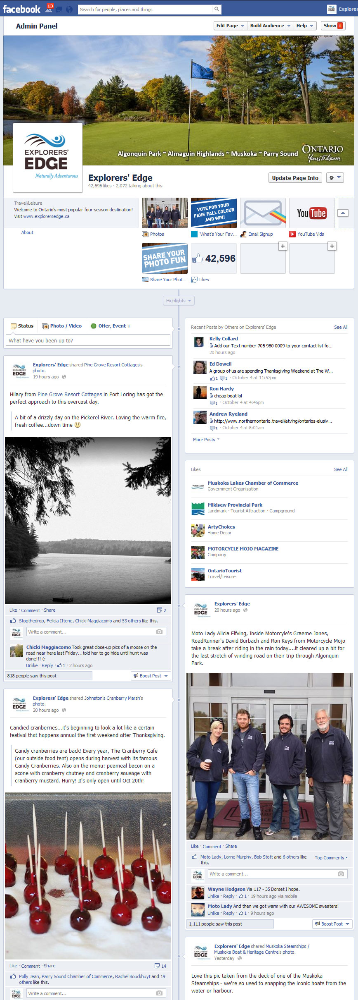 facebook
13
Search for people, places and things
Explorer
Admin Panel
Edit Page
Build Audience
Help
Show 1
Algonquin Park ~ Almaguin Highlands ~ Muskoka ~ Parry Sound
ONTARIO
Yours to discover
EXPLORERS'
EDGE
Naturally Adventurous
Explorers' Edge
42,596 likes · 2,072 talking about this
Update Page Info
Travel/Leisure
Welcome to Ontario's most popular four-season destination!
Visit www.explorersedge.ca
About
Photos
VOTE FOR YOUR
FAVE FALL COLOUR
AND WIN!
'What's Your Fav...
Email Signup
YouTube
YouTube Vids
SHARE YOUR
PHOTO FUN
Share Your Phot...
42,596
Likes
Highlights
Status
Photo / Video
Offer, Event +
What have you been up to?
EXPLORERS'
EDGE
Explorers' Edge shared Pine Grove Resort Cottages's
photo.
19 hours ago
Hilary from Pine Grove Resort Cottages in Port Loring has got the
perfect approach to this overcast day.
A bit of a drizzly day on the Pickerel River. Loving the warm fire,
fresh coffee...down time
Like · Comment · Share
2
Stopthedrop, Felicia Iftene, Chicki Maggiacomo and 53 others like this.
EXPLORERS'
EDGE
Write a comment...
Chicki Maggiacomo Took great close-up pics of a moose on the
road near here last Friday...told her to go hide until hunt was
done!!! (:
Unlike · Reply · 1 · 2 hours ago
818 people saw this post
Boost Post
EXPLORERS'
EDGE
Explorers' Edge shared Johnston's Cranberry Marsh's
photo.
20 hours ago
Candied cranberries...it's beginning to look a lot like a certain
festival that happens annual the first weekend after Thanksgiving.
Candy cranberries are back! Every year, The Cranberry Cafe
(our outside food tent) opens during harvest with its famous
Candy Cranberries. Also on the menu: peameal bacon on a
scone with cranberry chutney and cranberry sausage with
cranberry mustard. Hurry! It's only open until Oct 20th!
Like · Comment · Share
14
Polly Jean, Parry Sound Chamber of Commerce, Rachel Bouckhuyt and 19
others like this.
EXPLORERS'
EDGE
Write a comment...
Recent Posts by Others on Explorers' Edge
See All
Kelly Collard
Add our Text number 705 980 0009 to your contact list fo...
20 hours ago
Ed Dowell
A group of us are spending Thanksgiving Weekend at The W...
1 1 · October 4 at 11:53pm
Ron Hardy
cheap boat lol
1 · October 4 at 4:46pm
Andrew Ryeland
http://www.northernontario.travel/atving/ontarios-elusiv...
3 · October 4 at 8:01am
More Posts
Likes
See All
Muskoka Lakes Chamber of Commerce
Government Organization
Mikisew Provincial Park
Landmark · Tourist Attraction · Campground
ArtyChokes
Home Decor
MOTORCYCLE MOJO MAGAZINE
Company
OntarioTourist
Travel/Leisure
EXPLORERS'
EDGE
Explorers' Edge
20 hours ago
Moto Lady Alicia Elfving, Inside Motorcyle's Graeme Jones,
RoadRunner's David Burbach and Ron Keys from Motorcycle Mojo
take a break after riding in the rain today....it cleared up a bit for
the last stretch of winding road on their trip through Algonquin
Park.
Like · Comment · Share
Moto Lady, Lorne Murphy, Bob Stott and 6 others like
this.
Top Comments
EXPLORERS'
EDGE
Write a comment...
Wayne Hodgson Via 117 - 35 Dorset I hope.
Unlike · Reply · 1 · 19 hours ago via mobile
Moto Lady And then we got warm with our AWESOME sweaters!
Unlike · Reply · 1 · 9 hours ago
1,111 people saw this post
Boost Post
EXPLORERS'
EDGE
Explorers' Edge shared Muskoka Steamships /
Muskoka Boat & Heritage Centre's photo.
Yesterday
Love this pic taken from the deck of one of the Muskoka
Steamships - we're so used to snapping the iconic boats from the
water or harbour.